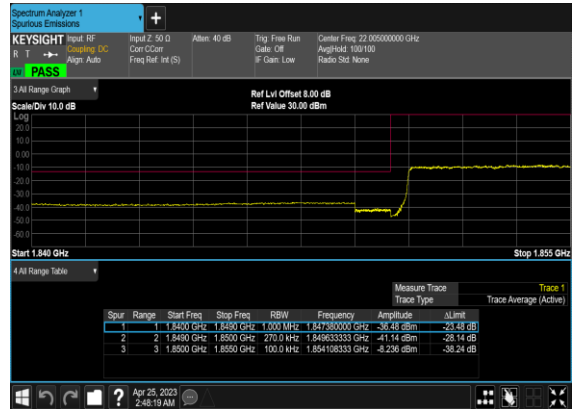 Spectrum Analyzer 1
Spurious Emissions
+
KEYSIGHT Input: RF Input Z: 50 Ω Atten: 40 dB Trig: Free Run Center Freq: 22.005000000 GHz
R T Coupling: DC Corr CCorr Gate: Off Avg|Hold: 100/100
Align: Auto Freq Ref: Int (S) IF Gain: Low Radio Std: None
PASS
3 All Range Graph
Ref Lvl Offset 8.00 dB
Scale/Div 10.0 dB Ref Value 30.00 dBm
Log
20.0
10.0
0.00
-10.0
-20.0
-30.0
-40.0
-50.0
-60.0
Start 1.840 GHz Stop 1.855 GHz
4 All Range Table
Measure Trace Trace 1
Trace Type Trace Average (Active)
Spur Range Start Freq Stop Freq RBW Frequency Amplitude ΔLimit
1 1 1.8400 GHz 1.8490 GHz 1.000 MHz 1.847380000 GHz -36.48 dBm -23.48 dB
2 2 1.8490 GHz 1.8500 GHz 270.0 kHz 1.849633333 GHz -41.14 dBm -28.14 dB
3 3 1.8500 GHz 1.8550 GHz 100.0 kHz 1.854108333 GHz -8.236 dBm -38.24 dB
? Apr 25, 2023
2:48:19 AM